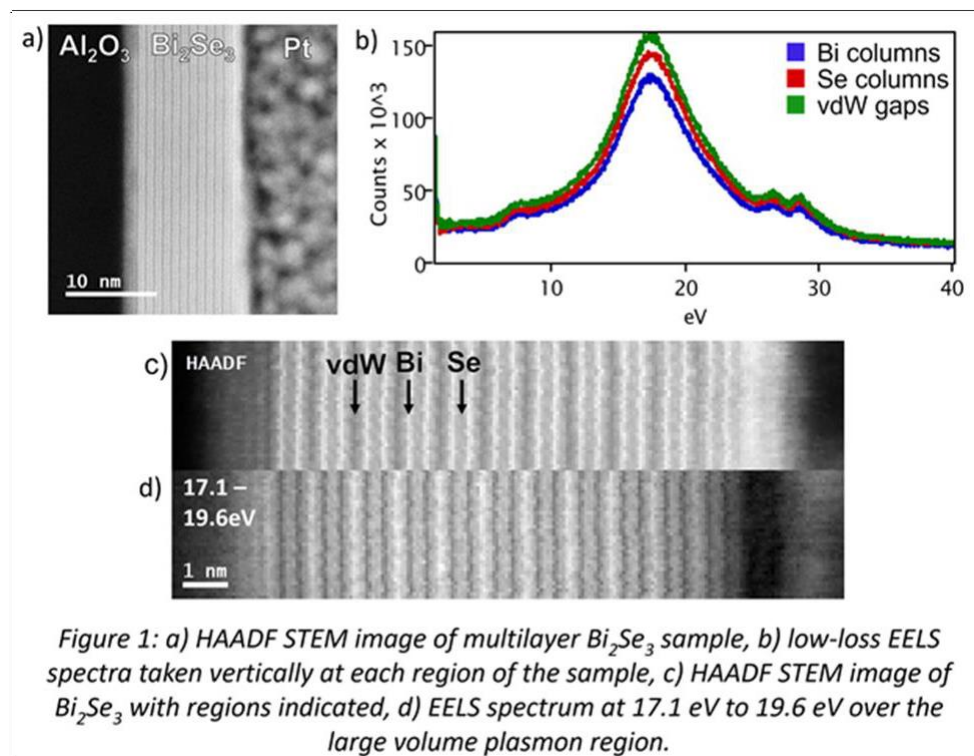 a)
Al₂O₃ Bi₂Se₃ Pt
10 nm
b)
150
100
50
0
Counts x 10^3
Bi columns
Se columns
vdW gaps
10 20 30 40
eV
c)
HAADF
vdW Bi Se
d)
17.1 –
19.6eV
1 nm
Figure 1: a) HAADF STEM image of multilayer Bi₂Se₃ sample, b) low-loss EELS
spectra taken vertically at each region of the sample, c) HAADF STEM image of
Bi₂Se₃ with regions indicated, d) EELS spectrum at 17.1 eV to 19.6 eV over the
large volume plasmon region.